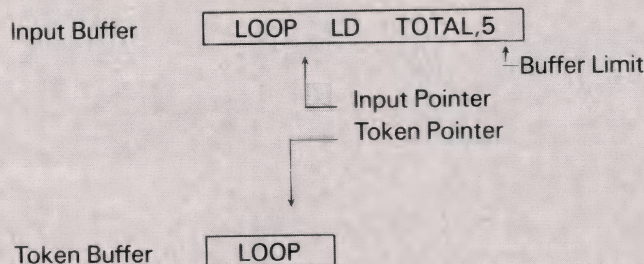 Input Buffer LOOP LD TOTAL,5
Buffer Limit
Input Pointer
Token Pointer
Token Buffer LOOP